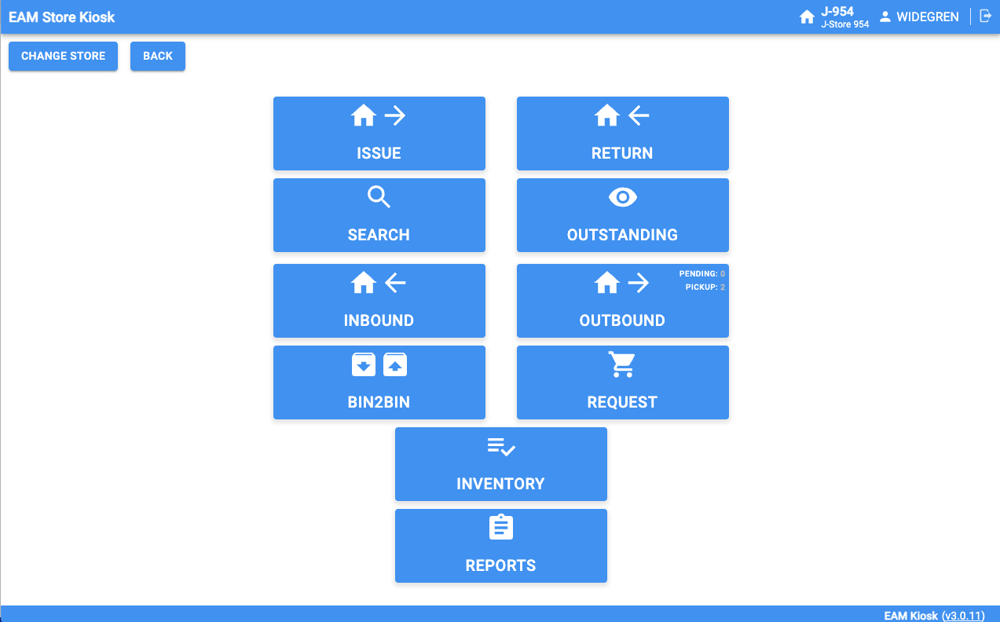 EAM Store Kiosk
J-954
J-Store 954
WIDEGREN
CHANGE STORE
BACK
ISSUE
RETURN
SEARCH
OUTSTANDING
INBOUND
PENDING: 0
PICKUP: 2
OUTBOUND
BIN2BIN
REQUEST
INVENTORY
REPORTS
EAM Kiosk (v3.0.11)